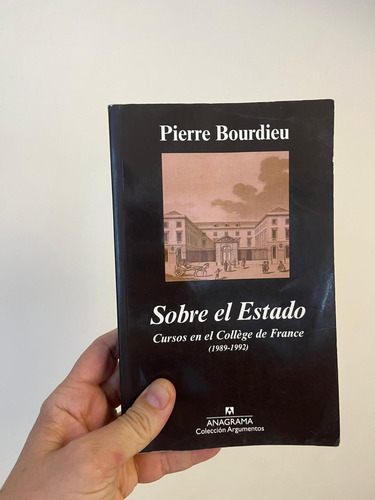 Pierre Bourdieu
Sobre el Estado
Cursos en el Collège de France
(1989-1992)
ANAGRAMA
Colección Argumentos